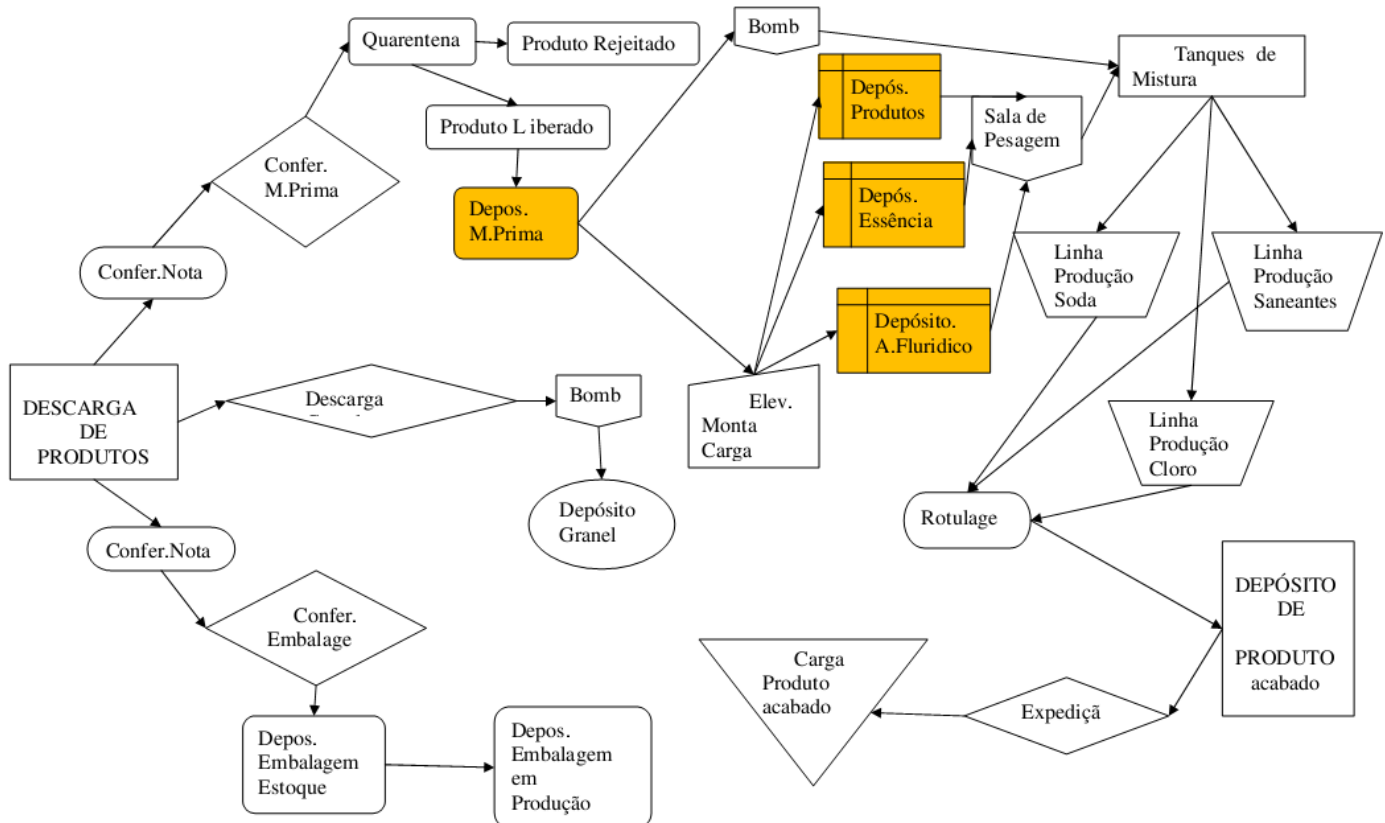 Quarentena
Produto Rejeitado
Bomb
Tanques de
Mistura
Depós.
Produtos
Sala de
Pesagem
Produto L iberado
Confer.
M.Prima
Depos.
M.Prima
Depós.
Essência
Confer.Nota
Linha
Produção
Soda
Linha
Produção
Saneantes
Depósito.
A.Fluridico
DESCARGA
DE
PRODUTOS
Descarga
Bomb
Elev.
Monta
Carga
Linha
Produção
Cloro
Depósito
Granel
Rotulage
Confer.Nota
DEPÓSITO
DE
PRODUTO
acabado
Confer.
Embalage
Carga
Produto
acabado
Expediçã
Depos.
Embalagem
Estoque
Depos.
Embalagem
em
Produção